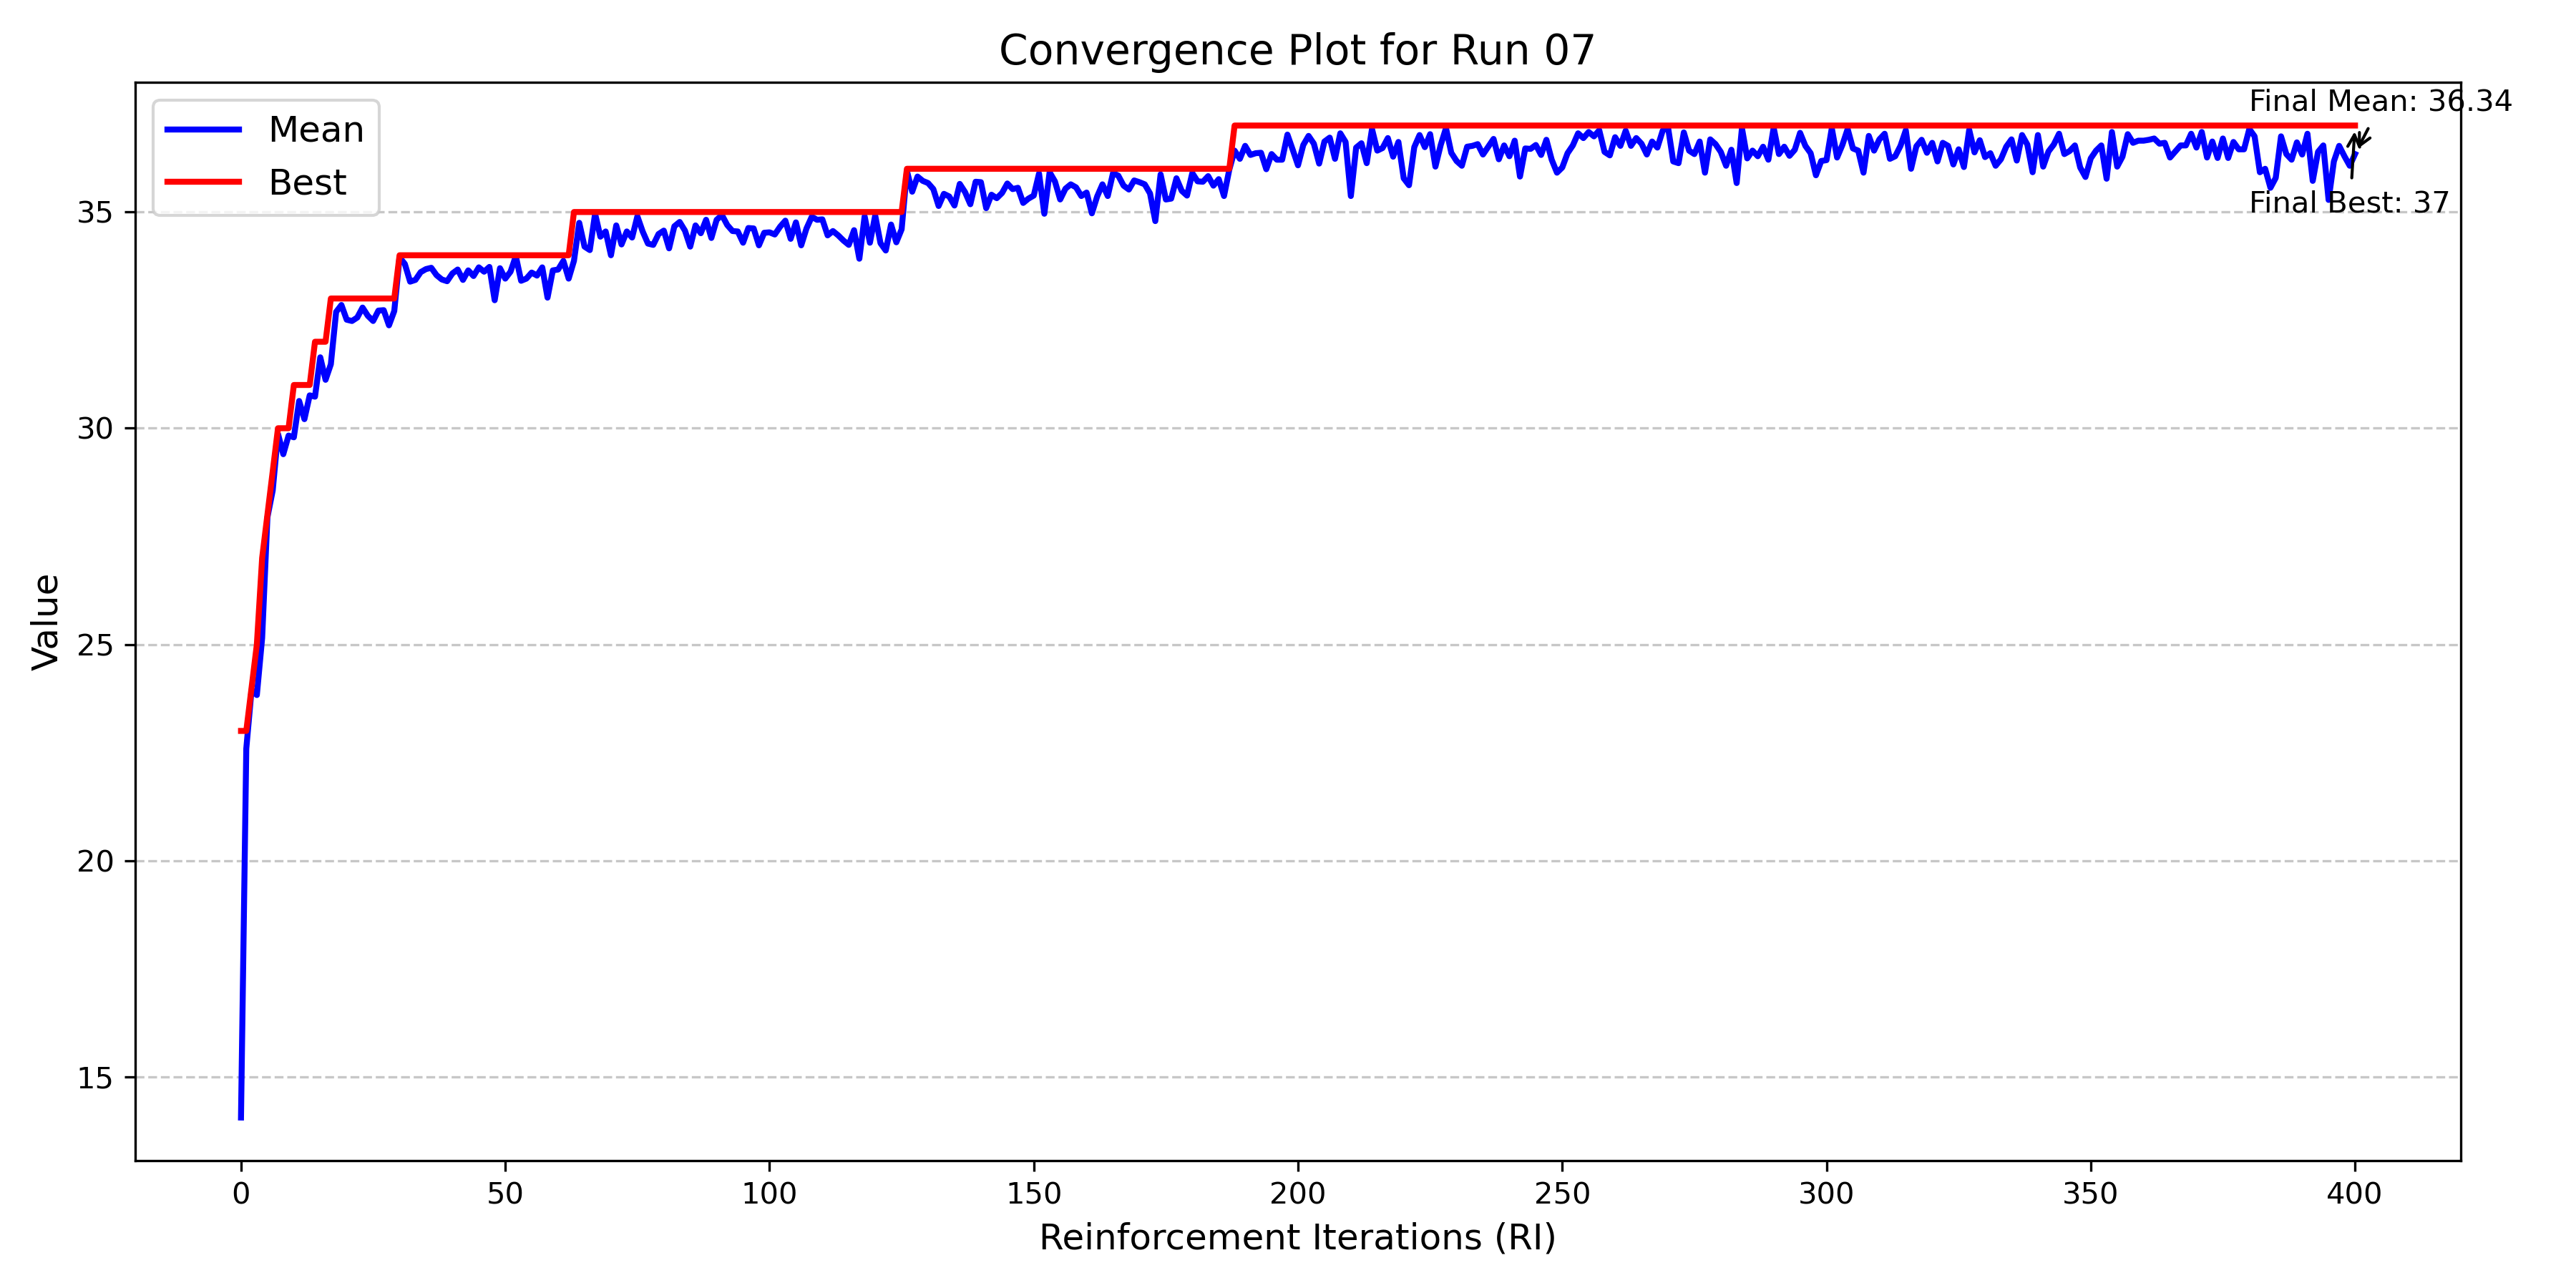 Convergence Plot for Run 07
Mean
Best
Final Mean: 36.34
Final Best: 37
35
30
25
20
15
Value
0 50 100 150 200 250 300 350 400
Reinforcement Iterations (RI)